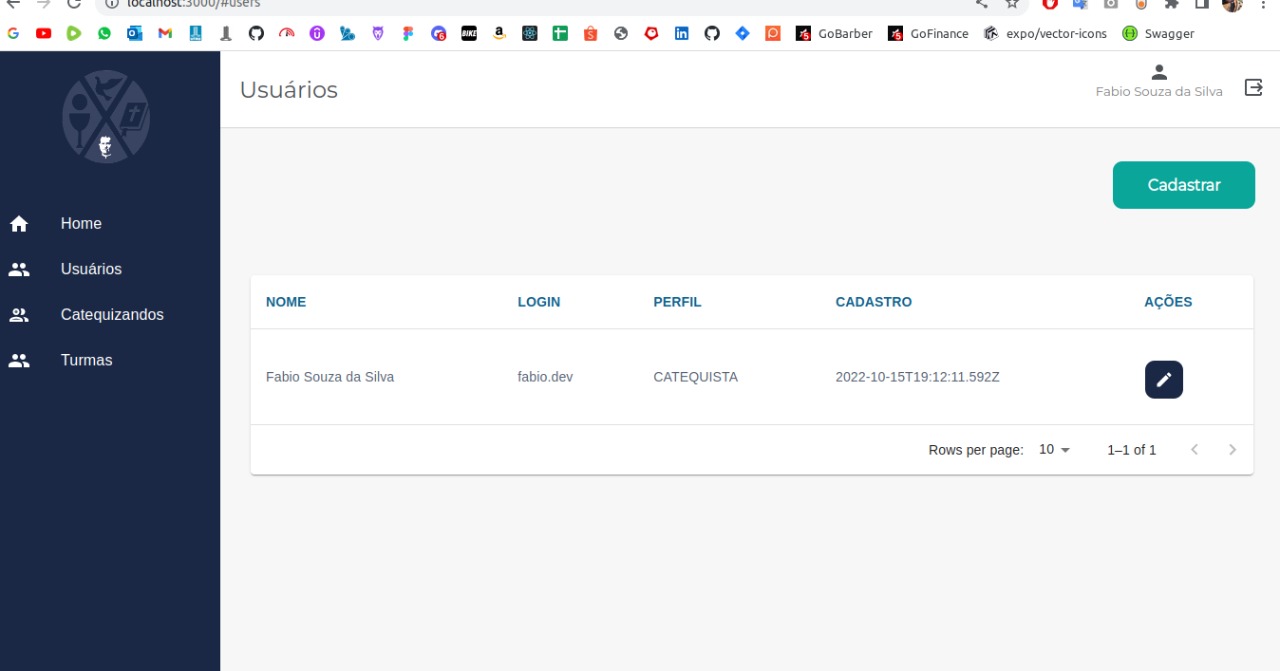 localhost:3000/#users
GoBarber
GoFinance
expo/vector-icons
Swagger
BIKE
Usuários
Fabio Souza da Silva
Home
Usuários
Catequizandos
Turmas
Cadastrar
NOME LOGIN PERFIL CADASTRO AÇÕES
Fabio Souza da Silva fabio.dev CATEQUISTA 2022-10-15T19:12:11.592Z
Rows per page: 10 1–1 of 1